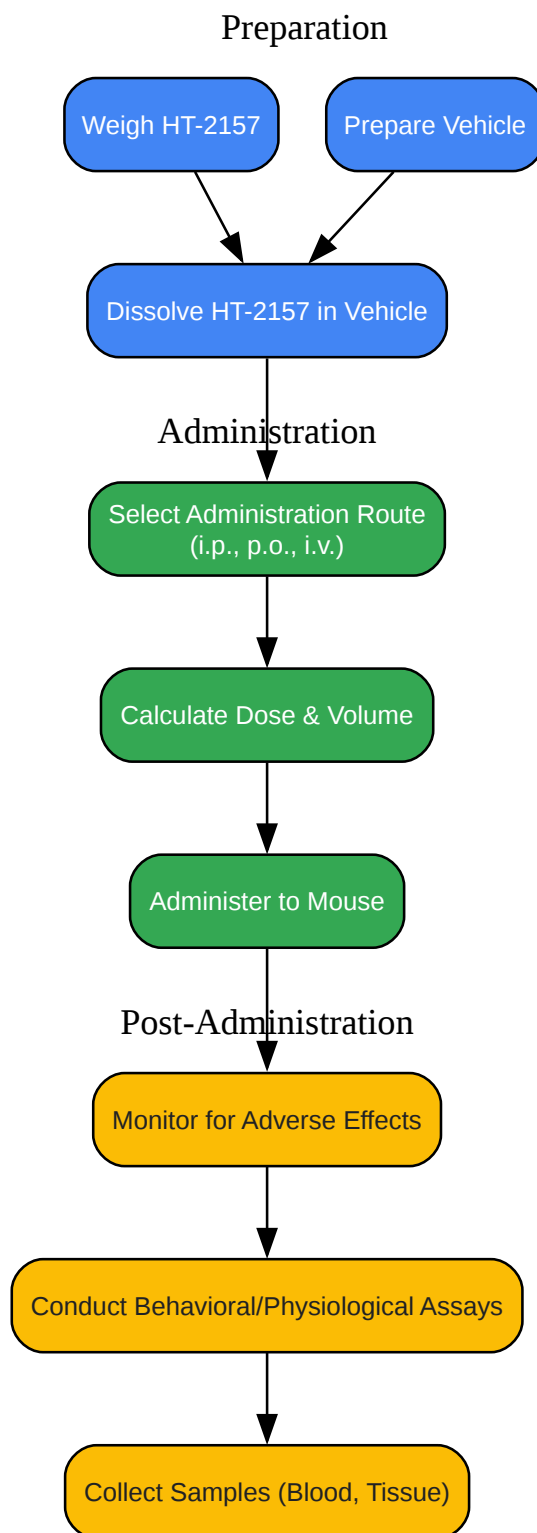 Preparation
Weigh HT-2157
Prepare Vehicle
Dissolve HT-2157 in Vehicle
Administration
Select Administration Route
(i.p., p.o., i.v.)
Calculate Dose & Volume
Administer to Mouse
Post-Administration
Monitor for Adverse Effects
Conduct Behavioral/Physiological Assays
Collect Samples (Blood, Tissue)